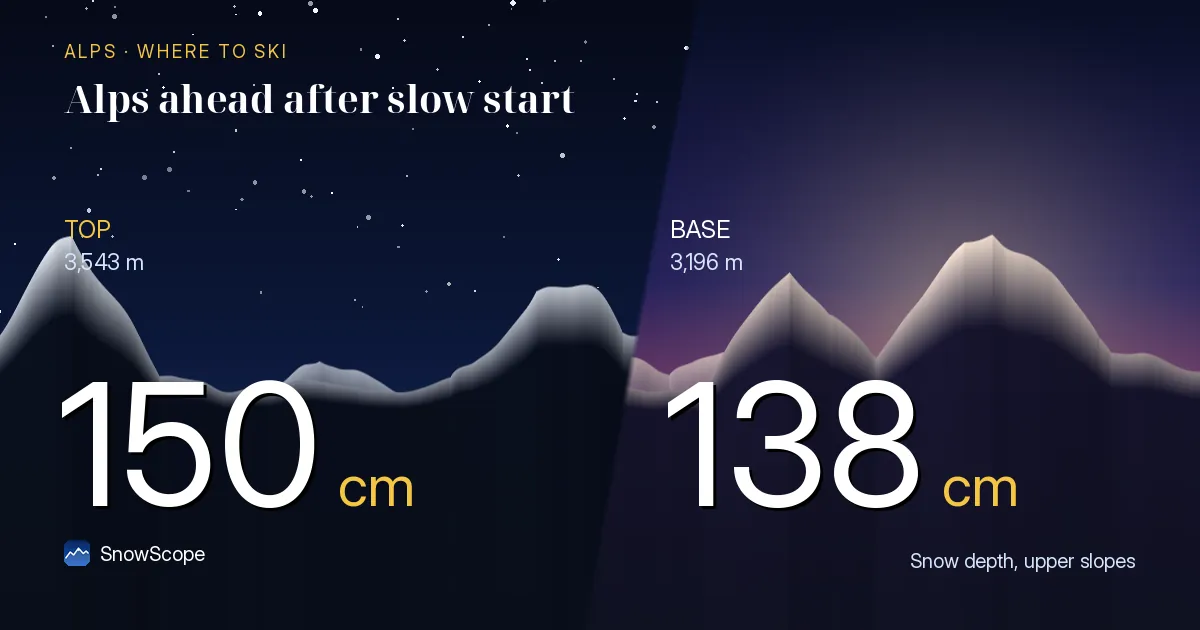 ALPS · WHERE TO SKI
Alps ahead after slow start
TOP
3,543 m
150 cm
BASE
3,196 m
138 cm
SnowScope
Snow depth, upper slopes